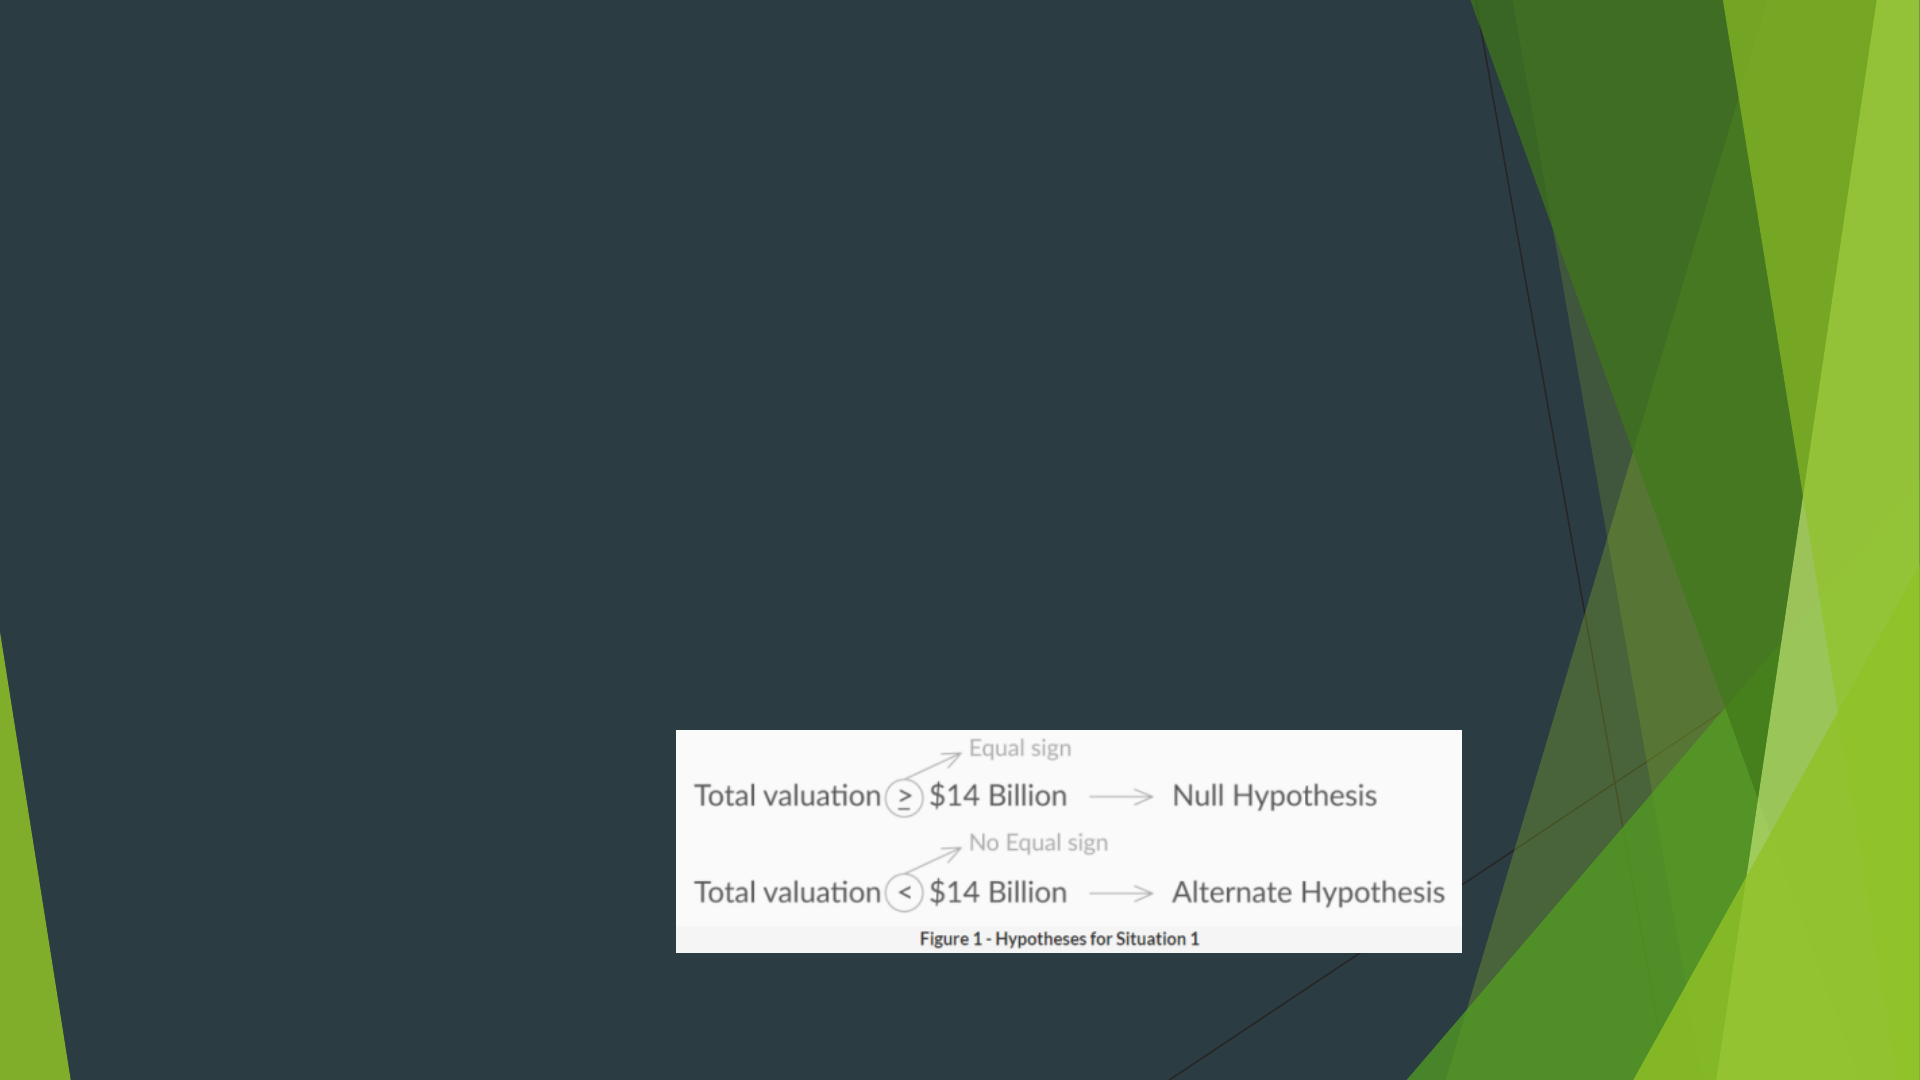 Equal sign
Total valuation ≥ $14 Billion Null Hypothesis
No Equal sign
Total valuation < $14 Billion Alternate Hypothesis
Figure 1 - Hypotheses for Situation 1